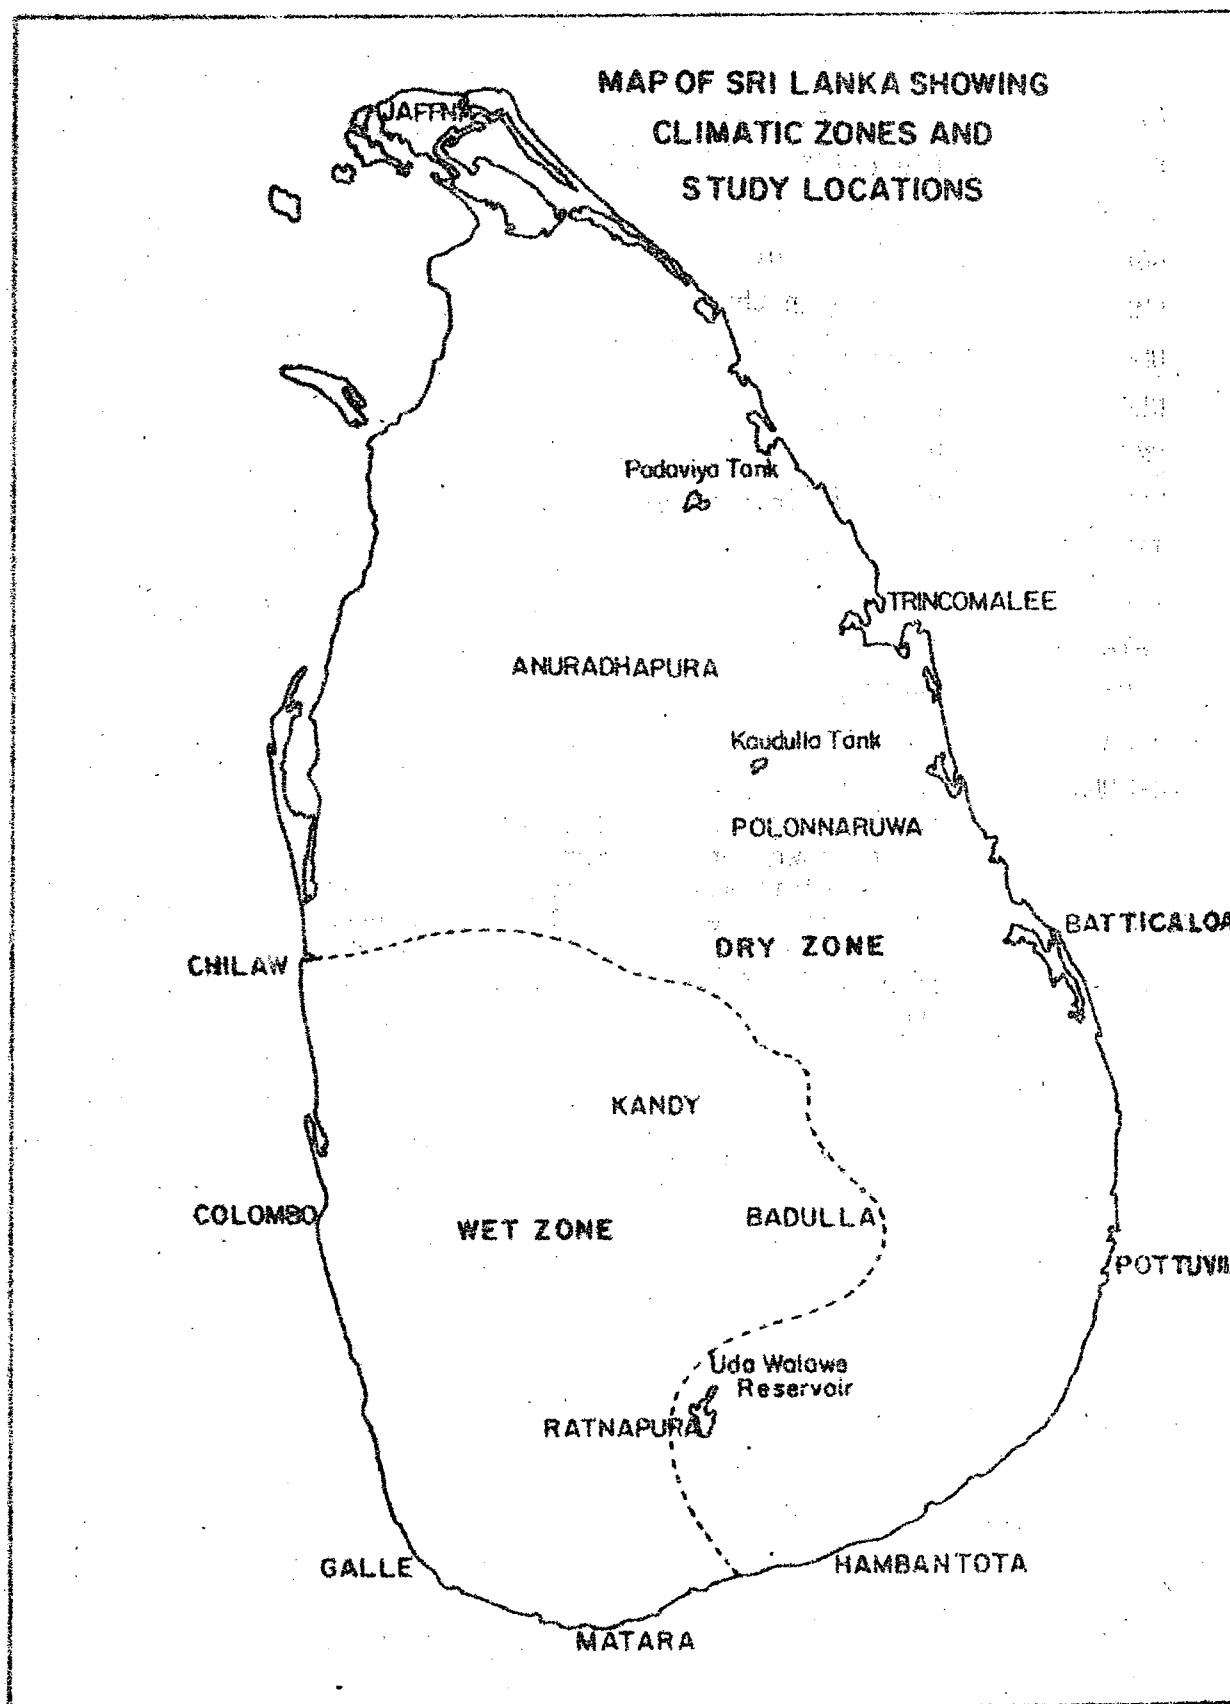 MAP OF SRI LANKA SHOWING
CLIMATIC ZONES AND
STUDY LOCATIONS
JAFFNA
Padaviya Tank
TRINCOMALEE
ANURADHAPURA
Kaudulla Tank
POLONNARUWA
BATTICALOA
DRY ZONE
CHILAW
KANDY
COLOMBO
WET ZONE
BADULLA
POTTUVIL
Uda Walawe
Reservoir
RATNAPURA
GALLE
HAMBANTOTA
MATARA